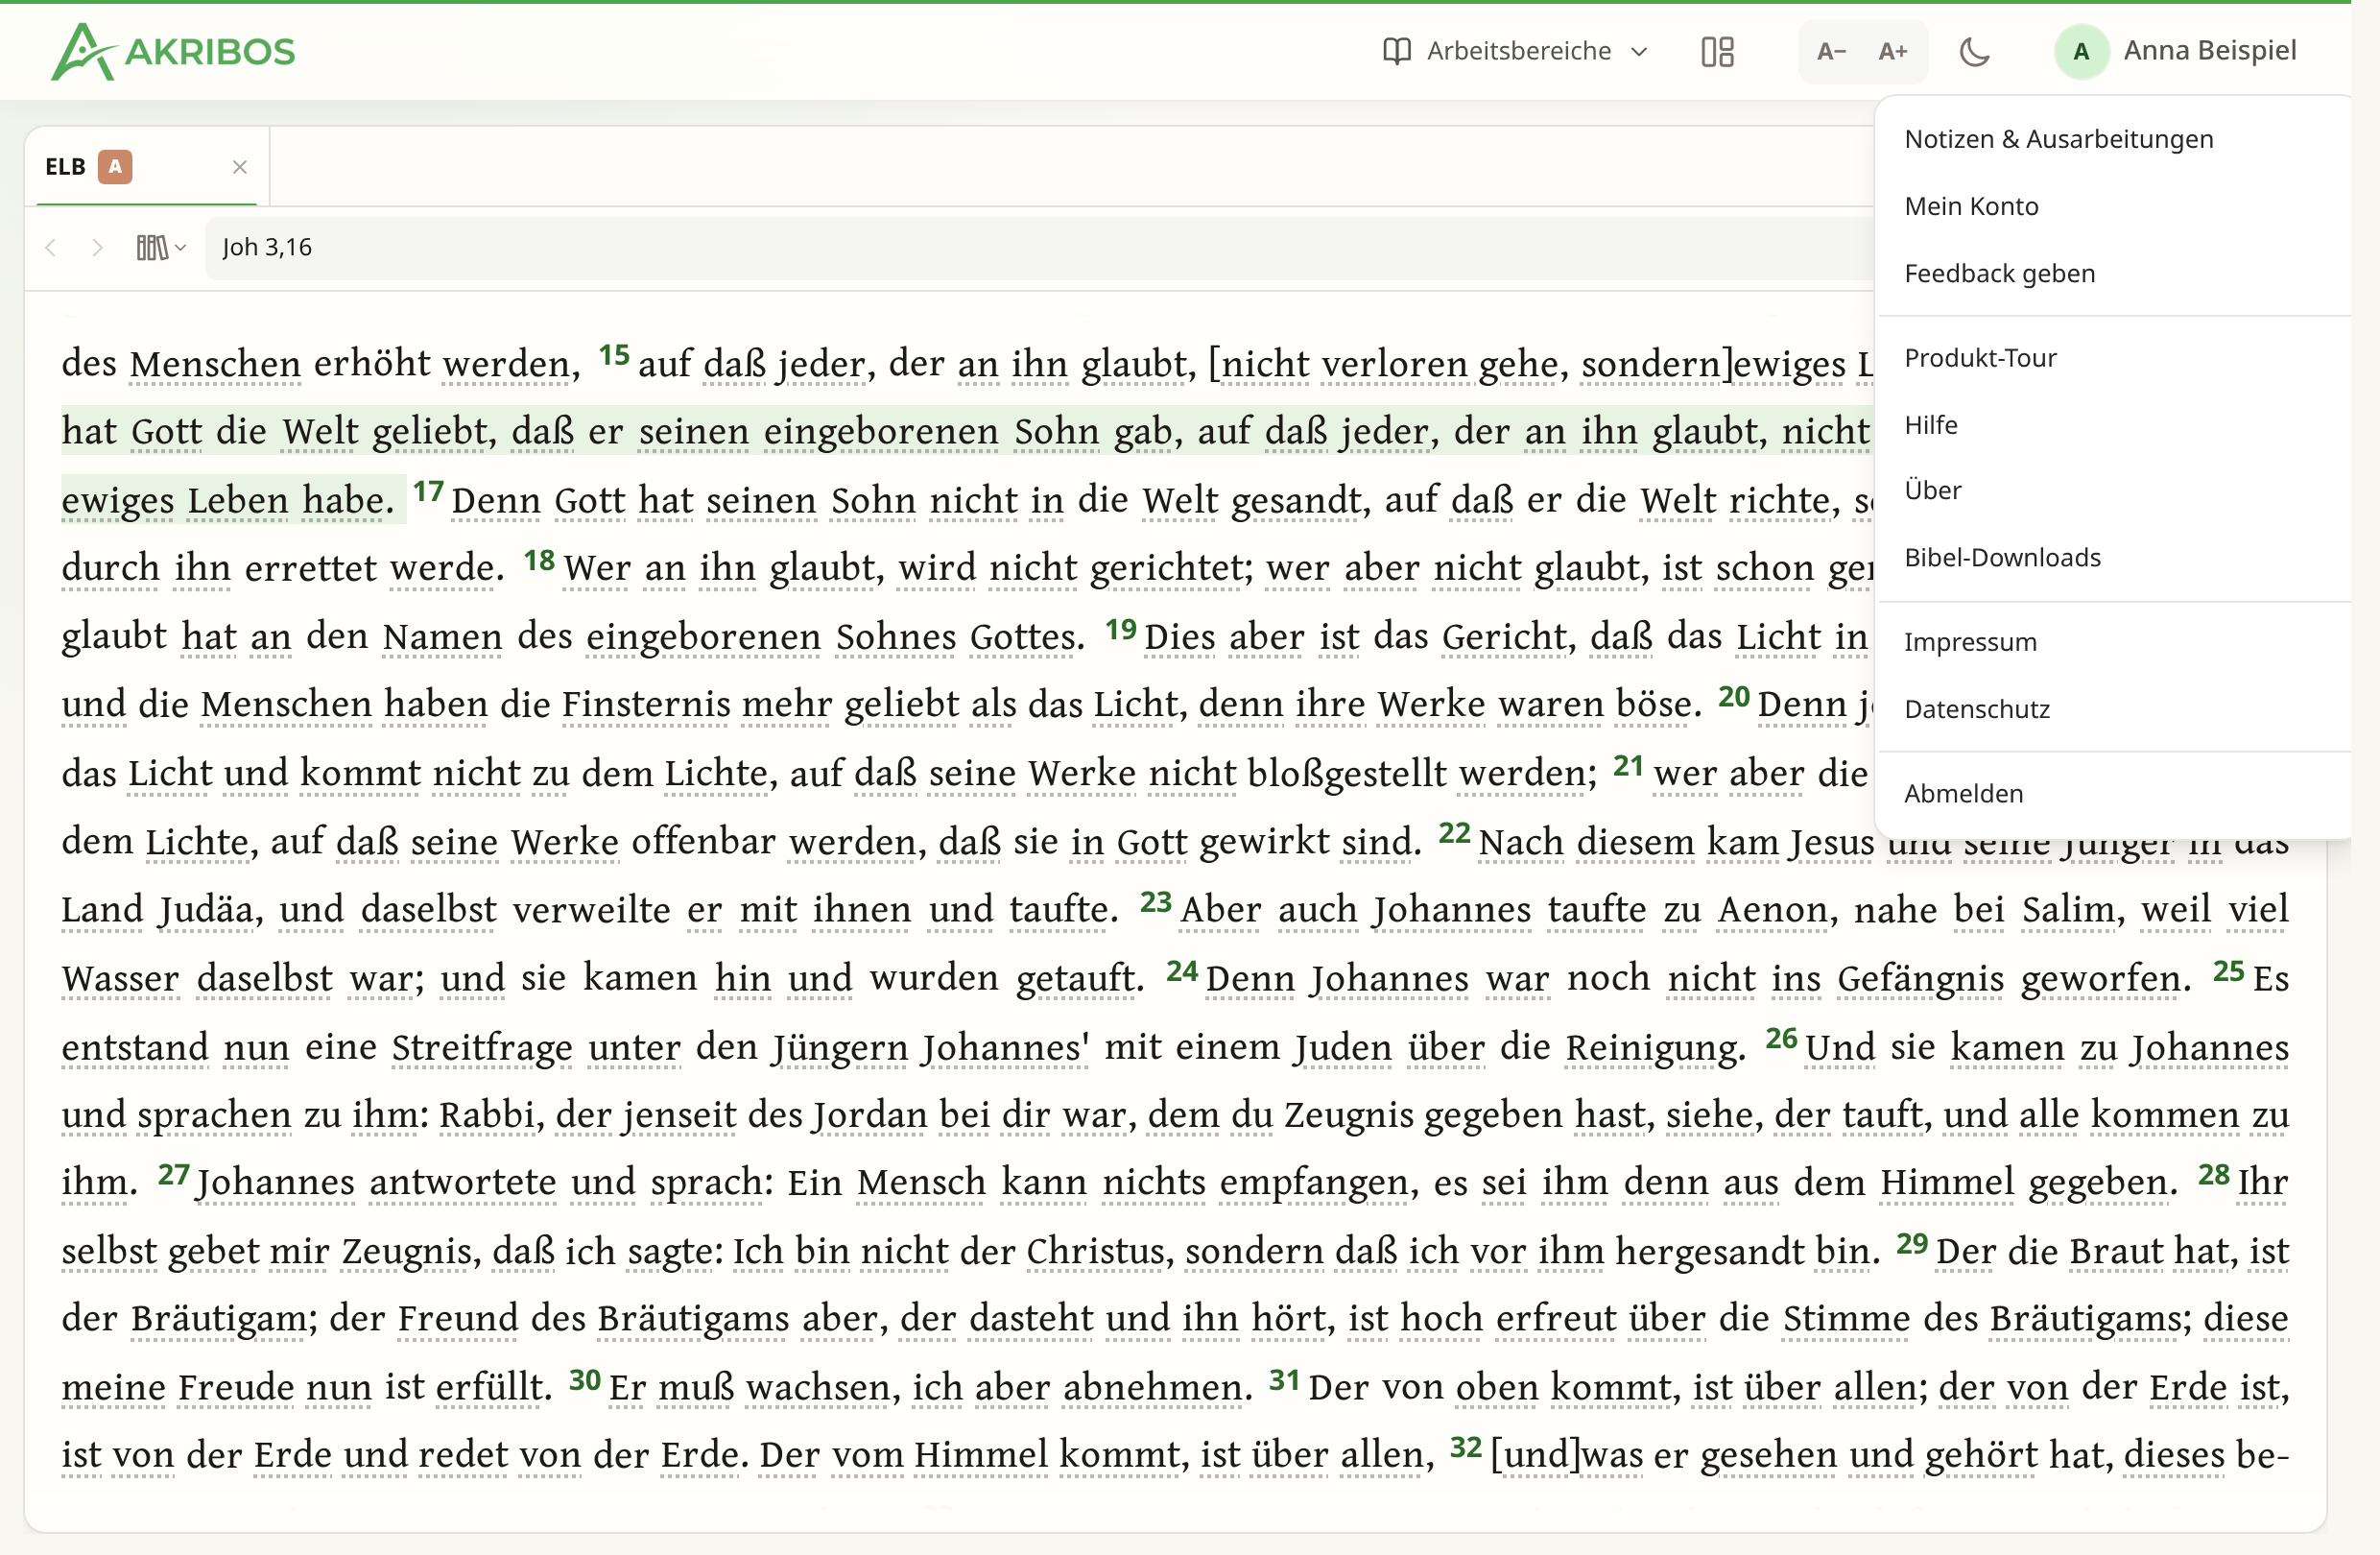 AKRIBOS
Arbeitsbereiche
A− A+
A Anna Beispiel
ELB A
Joh 3,16
des Menschen erhöht werden, 15 auf daß jeder, der an ihn glaubt, [nicht verloren gehe, sondern]ewiges
hat Gott die Welt geliebt, daß er seinen eingeborenen Sohn gab, auf daß jeder, der an ihn glaubt, nicht
ewiges Leben habe. 17 Denn Gott hat seinen Sohn nicht in die Welt gesandt, auf daß er die Welt richte,
durch ihn errettet werde. 18 Wer an ihn glaubt, wird nicht gerichtet; wer aber nicht glaubt, ist schon
glaubt hat an den Namen des eingeborenen Sohnes Gottes. 19 Dies aber ist das Gericht, daß das Licht in
und die Menschen haben die Finsternis mehr geliebt als das Licht, denn ihre Werke waren böse. 20 Denn
das Licht und kommt nicht zu dem Lichte, auf daß seine Werke nicht bloßgestellt werden; 21 wer aber die
dem Lichte, auf daß seine Werke offenbar werden, daß sie in Gott gewirkt sind. 22 Nach diesem kam Jesus und seine Jünger in das
Land Judäa, und daselbst verweilte er mit ihnen und taufte. 23 Aber auch Johannes taufte zu Aenon, nahe bei Salim, weil viel
Wasser daselbst war; und sie kamen hin und wurden getauft. 24 Denn Johannes war noch nicht ins Gefängnis geworfen. 25 Es
entstand nun eine Streitfrage unter den Jüngern Johannes' mit einem Juden über die Reinigung. 26 Und sie kamen zu Johannes
und sprachen zu ihm: Rabbi, der jenseit des Jordan bei dir war, dem du Zeugnis gegeben hast, siehe, der tauft, und alle kommen zu
ihm. 27 Johannes antwortete und sprach: Ein Mensch kann nichts empfangen, es sei ihm denn aus dem Himmel gegeben. 28 Ihr
selbst gebet mir Zeugnis, daß ich sagte: Ich bin nicht der Christus, sondern daß ich vor ihm hergesandt bin. 29 Der die Braut hat, ist
der Bräutigam; der Freund des Bräutigams aber, der dasteht und ihn hört, ist hoch erfreut über die Stimme des Bräutigams; diese
meine Freude nun ist erfüllt. 30 Er muß wachsen, ich aber abnehmen. 31 Der von oben kommt, ist über allen; der von der Erde ist,
ist von der Erde und redet von der Erde. Der vom Himmel kommt, ist über allen, 32 [und]was er gesehen und gehört hat, dieses be-
Notizen & Ausarbeitungen
Mein Konto
Feedback geben
Produkt-Tour
Hilfe
Über
Bibel-Downloads
Impressum
Datenschutz
Abmelden